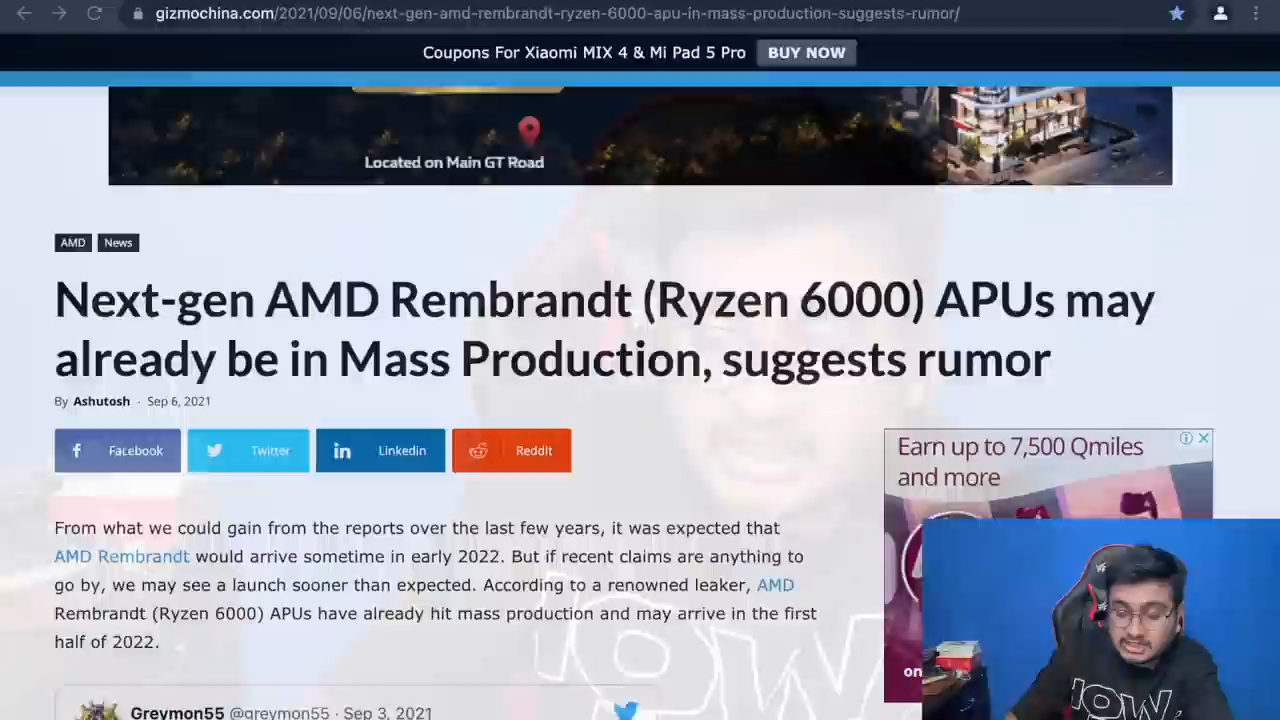 gizmochina.com/2021/09/06/next-gen-amd-rembrandt-ryzen-6000-apu-in-mass-production-suggests-rumor/
Coupons For Xiaomi MIX 4 & Mi Pad 5 Pro BUY NOW
Located on Main GT Road
AMD News
Next-gen AMD Rembrandt (Ryzen 6000) APUs may
already be in Mass Production, suggests rumor
By Ashutosh - Sep 6, 2021
Facebook Twitter Linkedin ReddIt
Earn up to 7,500 Qmiles
and more
From what we could gain from the reports over the last few years, it was expected that
AMD Rembrandt would arrive sometime in early 2022. But if recent claims are anything to
go by, we may see a launch sooner than expected. According to a renowned leaker, AMD
Rembrandt (Ryzen 6000) APUs have already hit mass production and may arrive in the first
half of 2022.
on
Greymon55 @greymon55 · Sep 3, 2021